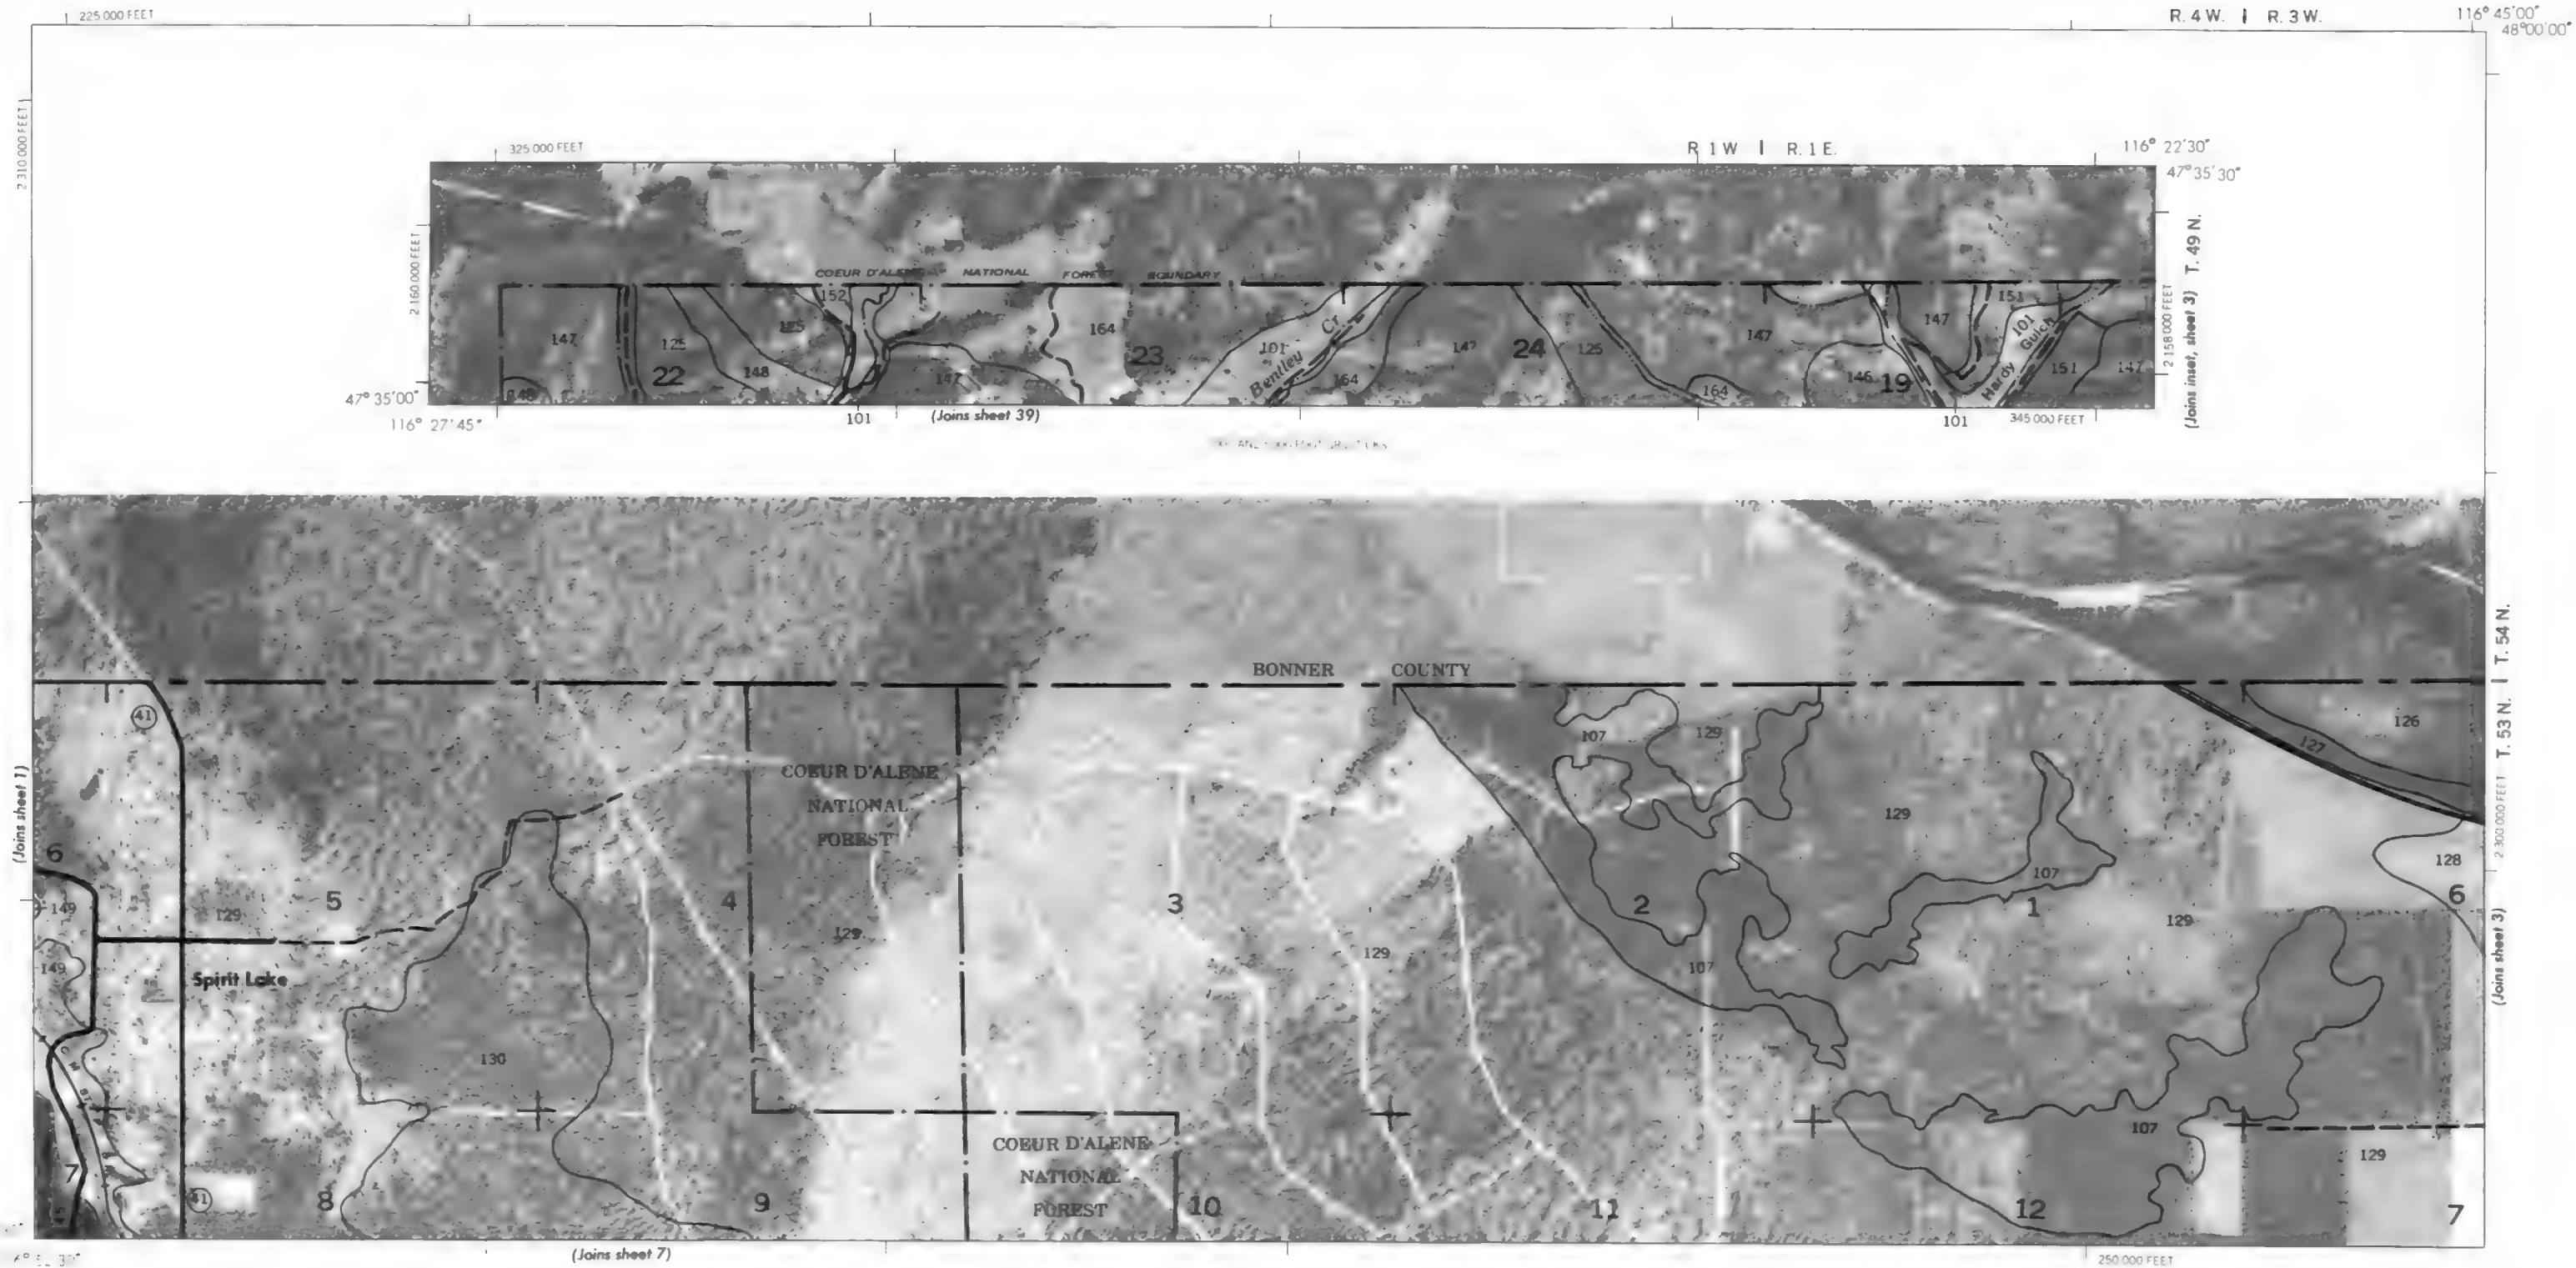 225 000 FEET
R. 4 W. | R. 3 W.
116° 45' 00"
48° 00' 00"
2 310 000 FEET
325 000 FEET
R. 1 W | R. 1 E.
116° 22' 30"
47° 35' 30"
2 160 000 FEET
(Joins inset, sheet 3) T. 49 N.
2 158 000 FEET
COEUR D'ALENE NATIONAL FOREST BOUNDARY
152
151
147
125
125
148
148
22
147
164
23
101
Bentley Cr
164
147
24
125
147
164
146
19
147
101
Hardy Gulch
151
147
47° 35' 00"
116° 27' 45"
101
(Joins sheet 39)
101
345 000 FEET
BONNER COUNTY
T. 53 N. | T. 54 N.
41
107
129
126
127
COEUR D'ALENE
NATIONAL
FOREST
(Joins sheet 1)
129
2 300 000 FEET
6
128
107
149
129
5
4
3
2
1
6
129
129
129
149
Spirit Lake
107
(Joins sheet 3)
130
107
COEUR D'ALENE
NATIONAL
FOREST
129
7
41
8
9
10
11
12
7
(Joins sheet 7)
250 000 FEET